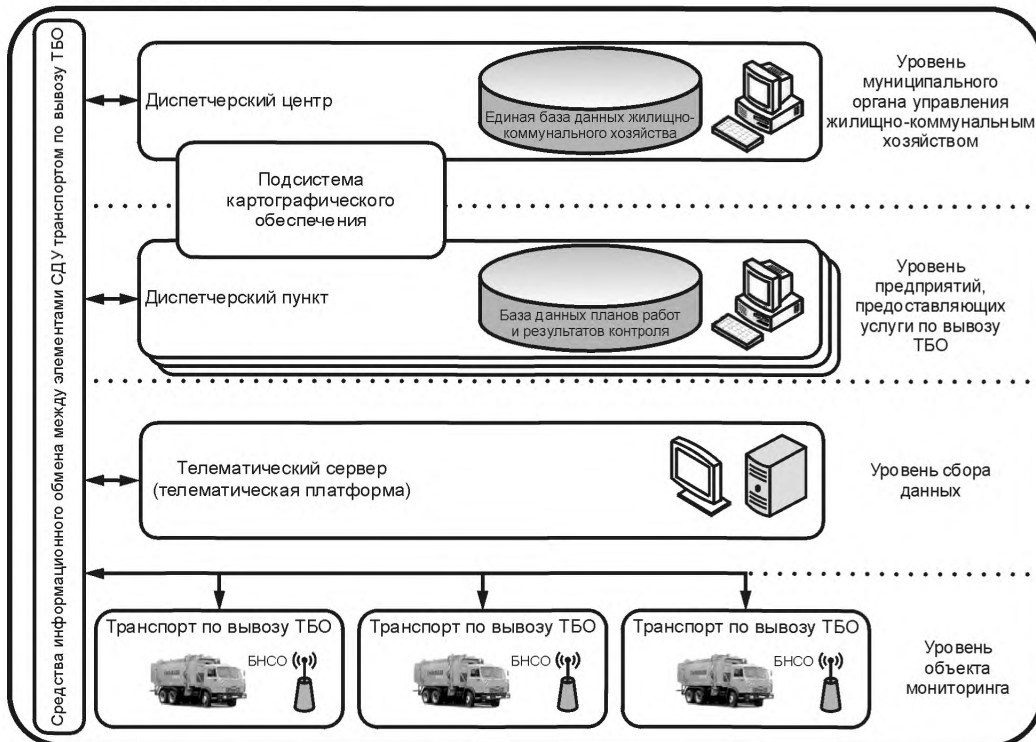 Средства информационного обмена между элементами СДУ транспортом по вывозу ТБО
Диспетчерский центр
Единая база данных жилищно-
коммунального хозяйства
Уровень
муниципального
органа управления
жилищно-коммунальным
хозяйством
Подсистема
картографического
обеспечения
Диспетчерский пункт
База данных планов работ
и результатов контроля
Уровень
предприятий,
предоставляющих
услуги по вывозу
ТБО
Телематический сервер
(телематическая платформа)
Уровень сбора
данных
Транспорт по вывозу ТБО
БНСО
Транспорт по вывозу ТБО
БНСО
Транспорт по вывозу ТБО
БНСО
Уровень
объекта
мониторинга